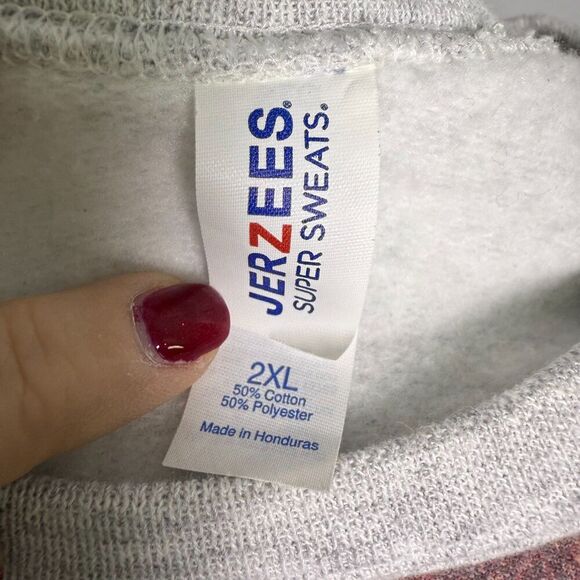 JERZEES®
SUPER SWEATS®
2XL
50% Cotton
50% Polyester
Made in Honduras